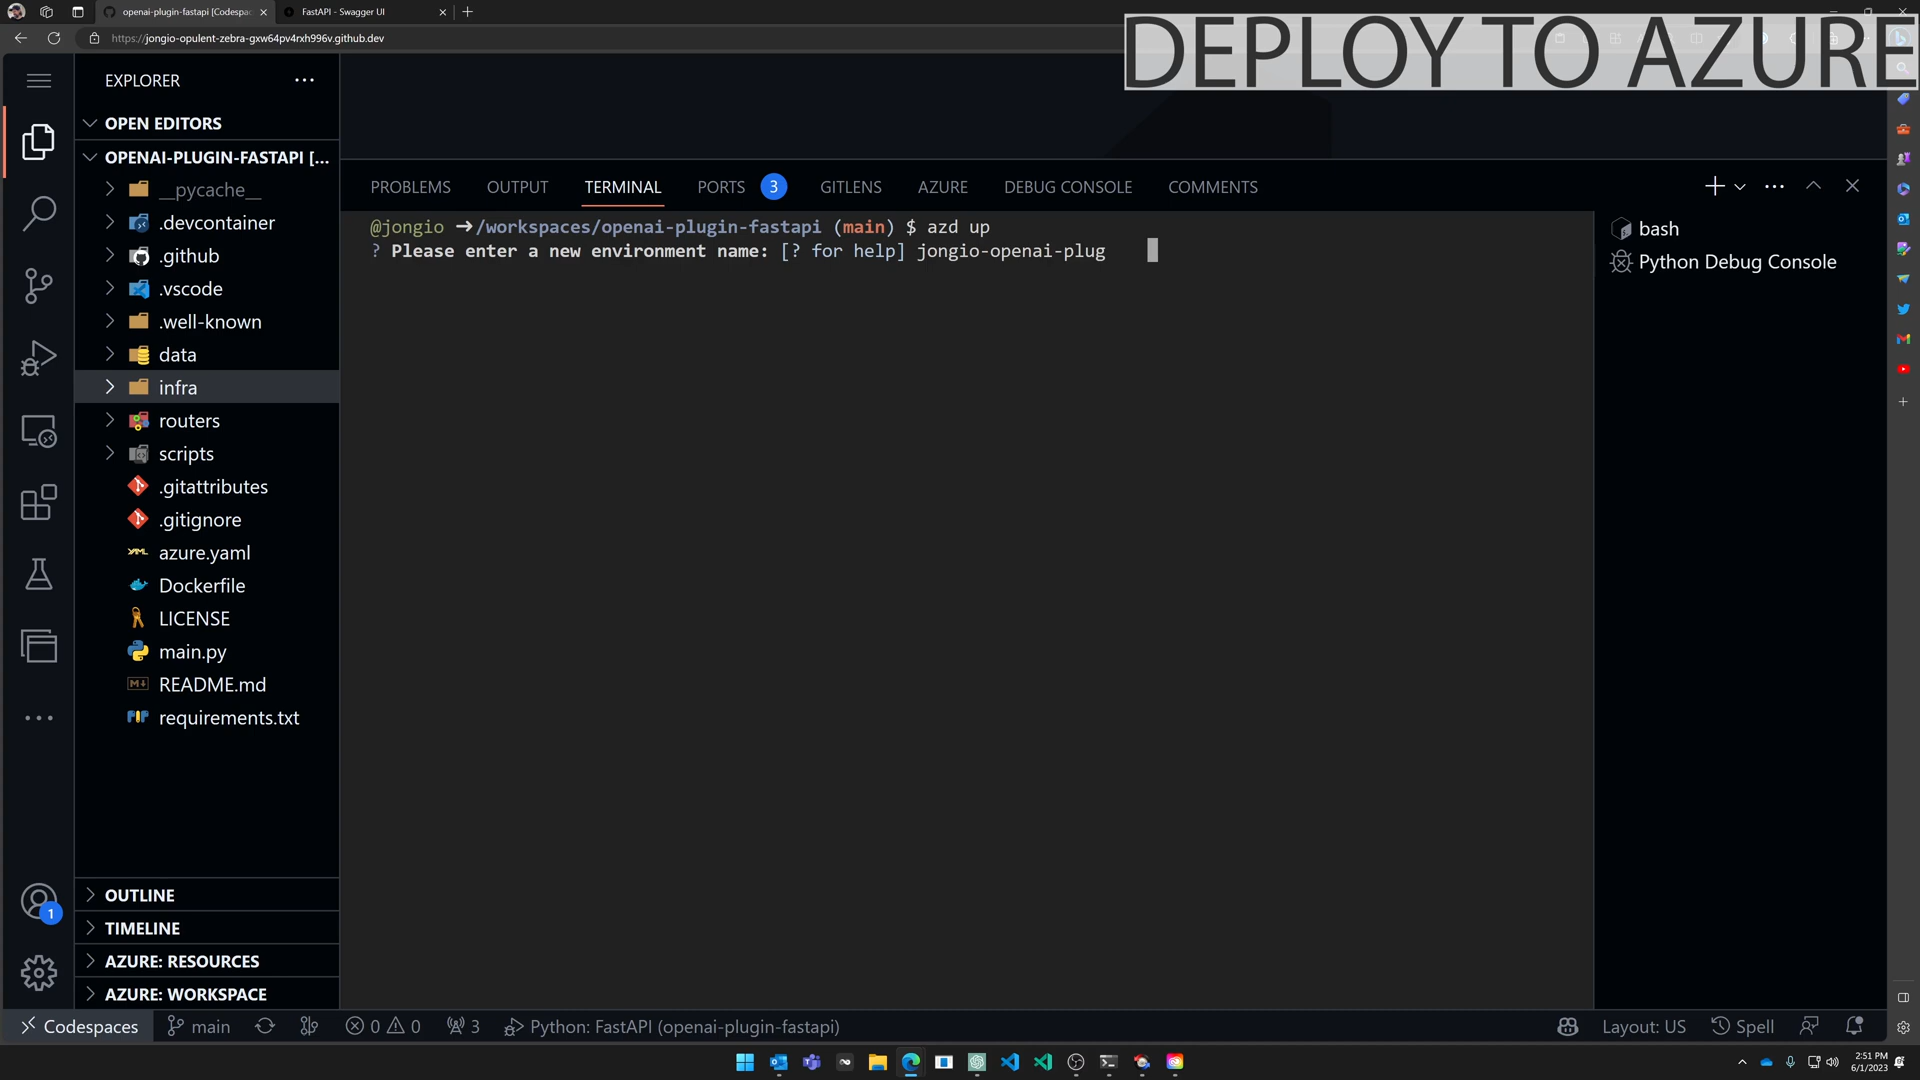 openai-plugin-fastapi [Codespac
FastAPI - Swagger UI
https://jongio-opulent-zebra-gxw64pv4rxh996v.github.dev
DEPLOY TO AZURE
EXPLORER
OPEN EDITORS
OPENAI-PLUGIN-FASTAPI [...
__pycache__
.devcontainer
.github
.vscode
.well-known
data
infra
routers
scripts
.gitattributes
.gitignore
azure.yaml
Dockerfile
LICENSE
main.py
README.md
requirements.txt
OUTLINE
TIMELINE
AZURE: RESOURCES
AZURE: WORKSPACE
PROBLEMS OUTPUT TERMINAL PORTS 3 GITLENS AZURE DEBUG CONSOLE COMMENTS
@jongio ➜/workspaces/openai-plugin-fastapi (main) $ azd up
? Please enter a new environment name: [? for help] jongio-openai-plug
bash
Python Debug Console
1
Codespaces main 0 0 3 Python: FastAPI (openai-plugin-fastapi) Layout: US Spell
2:51 PM
6/1/2023